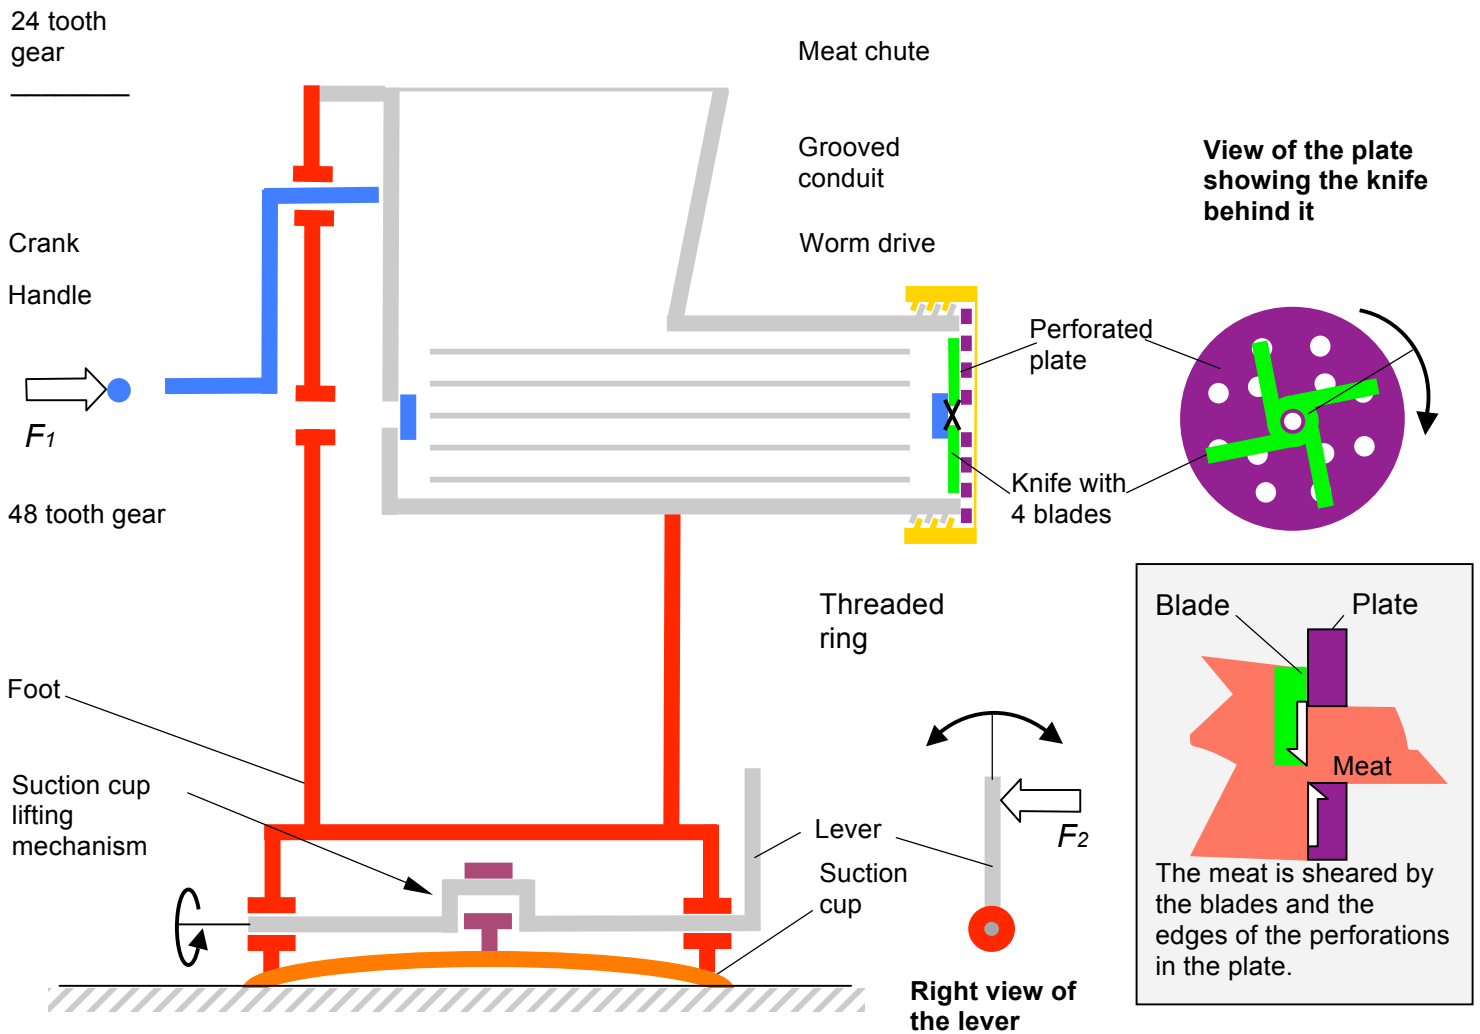 24 tooth
gear
Meat chute
Grooved
conduit
View of the plate
showing the knife
behind it
Crank
Worm drive
Handle
Perforated
plate
F1
Knife with
4 blades
48 tooth gear
Threaded
ring
Blade
Plate
Foot
Meat
Suction cup
lifting
mechanism
Lever
F2
Suction
cup
The meat is sheared by
the blades and the
edges of the perforations
in the plate.
Right view of
the lever